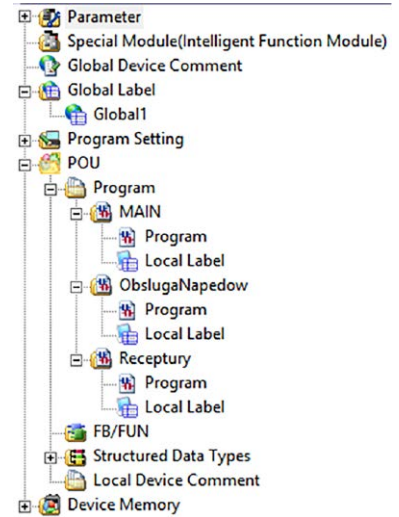 Parameter
Special Module(Intelligent Function Module)
Global Device Comment
Global Label
Global1
Program Setting
POU
Program
MAIN
Program
Local Label
ObslugaNapedow
Program
Local Label
Receptury
Program
Local Label
FB/FUN
Structured Data Types
Local Device Comment
Device Memory